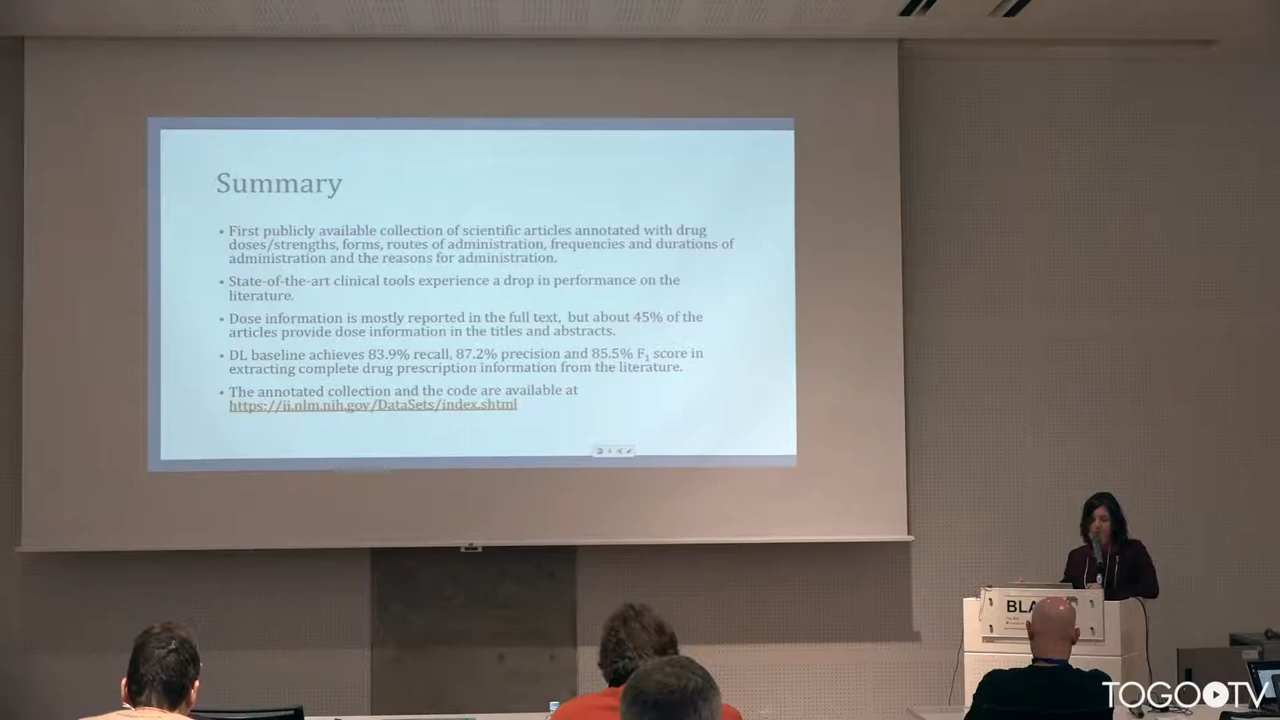 Summary
• First publicly available collection of scientific articles annotated with drug
doses/strengths, forms, routes of administration, frequencies and durations of
administration and the reasons for administration.
• State-of-the-art clinical tools experience a drop in performance on the
literature.
• Dose information is mostly reported in the full text, but about 45% of the
articles provide dose information in the titles and abstracts.
• DL baseline achieves 83.9% recall, 87.2% precision and 85.5% F₁ score in
extracting complete drug prescription information from the literature.
• The annotated collection and the code are available at
https://ii.nlm.nih.gov/DataSets/index.shtml
TOGOTV